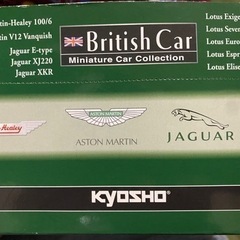 tin-Healey 100/6
tin V12 Vanquish
Jaguar E-type
Jaguar XJ220
Jaguar XKR
British Car
Miniature Car Collection
Lotus Exige
Lotus Seven
Lotus Euro
Lotus Espr
Lotus Elise
Healey
ASTON MARTIN
ASTON MARTIN
JAGUAR
KYOSHO